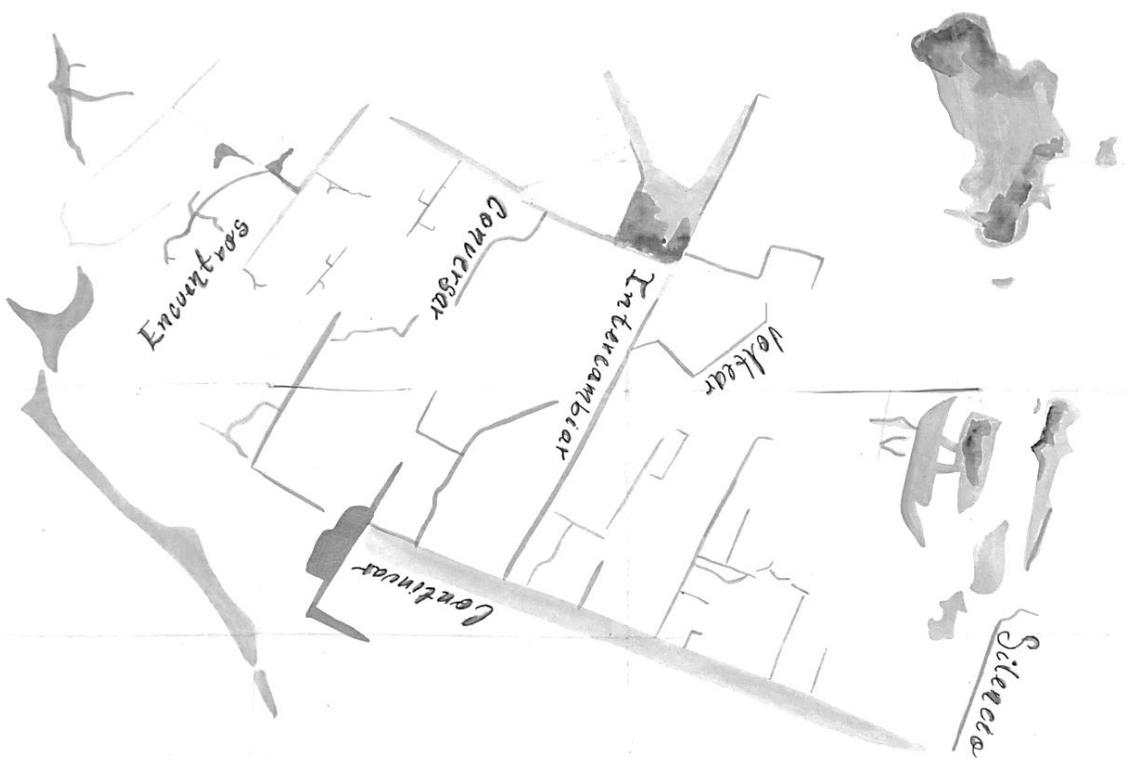 Encuentros
Conversar
Intercambiar
Voltear
Continuar
Silencio